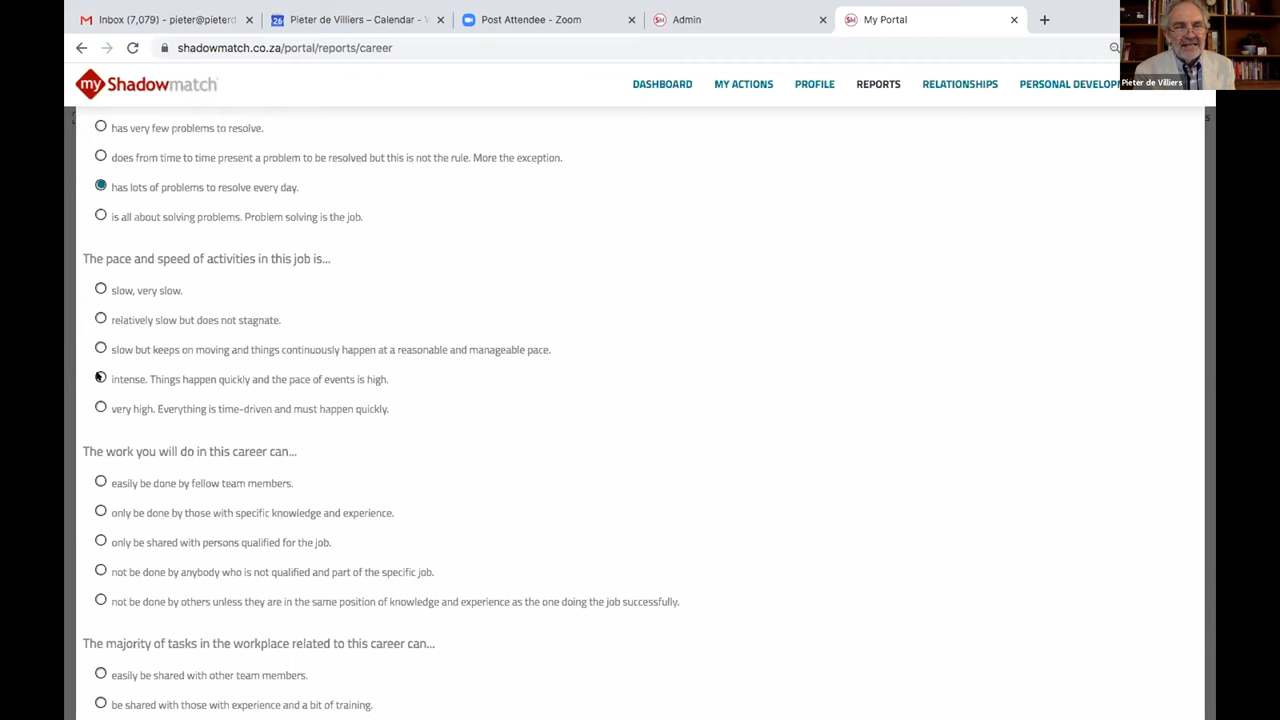 Inbox (7,079) - pieter@pieterd
26
Pieter de Villiers – Calendar - W
Post Attendee - Zoom
SM
Admin
SM
My Portal
shadowmatch.co.za/portal/reports/career
Pieter de Villiers
my Shadowmatch
DASHBOARD
MY ACTIONS
PROFILE
REPORTS
RELATIONSHIPS
PERSONAL DEVELOPM
has very few problems to resolve.
does from time to time present a problem to be resolved but this is not the rule. More the exception.
has lots of problems to resolve every day.
is all about solving problems. Problem solving is the job.
The pace and speed of activities in this job is...
slow, very slow.
relatively slow but does not stagnate.
slow but keeps on moving and things continuously happen at a reasonable and manageable pace.
intense. Things happen quickly and the pace of events is high.
very high. Everything is time-driven and must happen quickly.
The work you will do in this career can...
easily be done by fellow team members.
only be done by those with specific knowledge and experience.
only be shared with persons qualified for the job.
not be done by anybody who is not qualified and part of the specific job.
not be done by others unless they are in the same position of knowledge and experience as the one doing the job successfully.
The majority of tasks in the workplace related to this career can...
easily be shared with other team members.
be shared with those with experience and a bit of training.